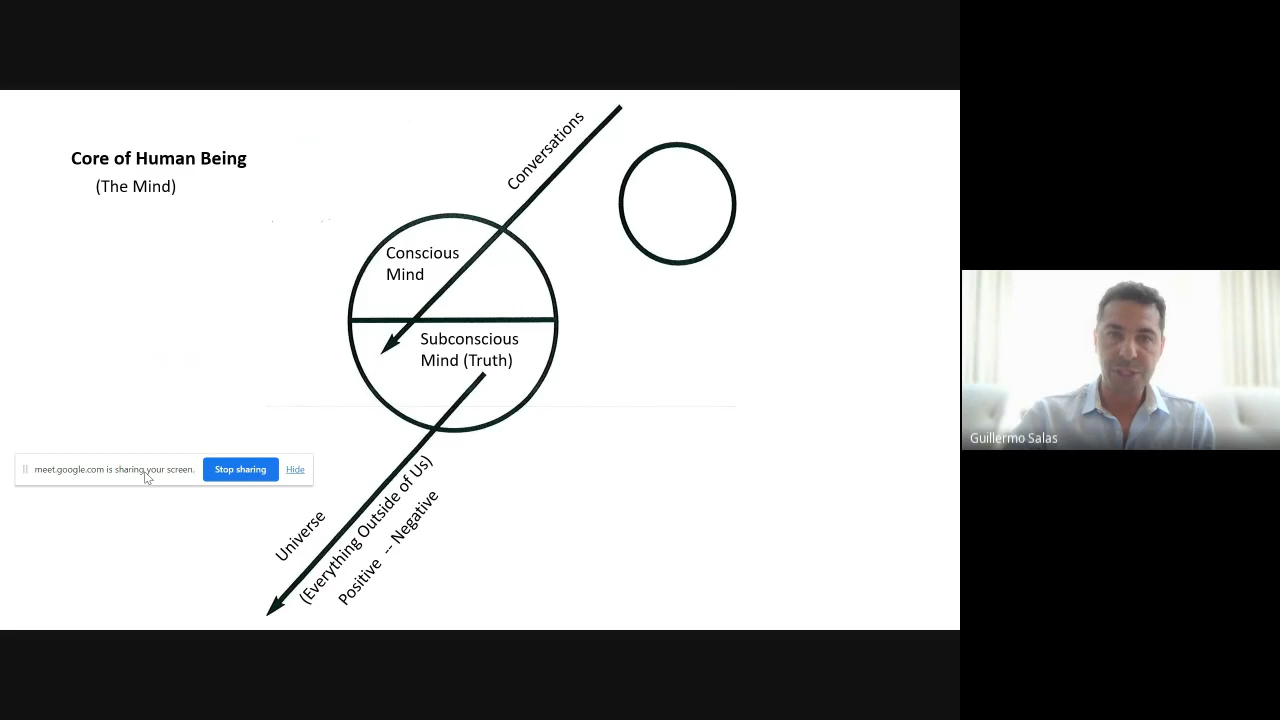 Core of Human Being
(The Mind)
Conversations
Conscious
Mind
Subconscious
Mind (Truth)
Universe
(Everything Outside of Us)
Positive -- Negative
meet.google.com is sharing your screen.
Stop sharing
Hide
Guillermo Salas